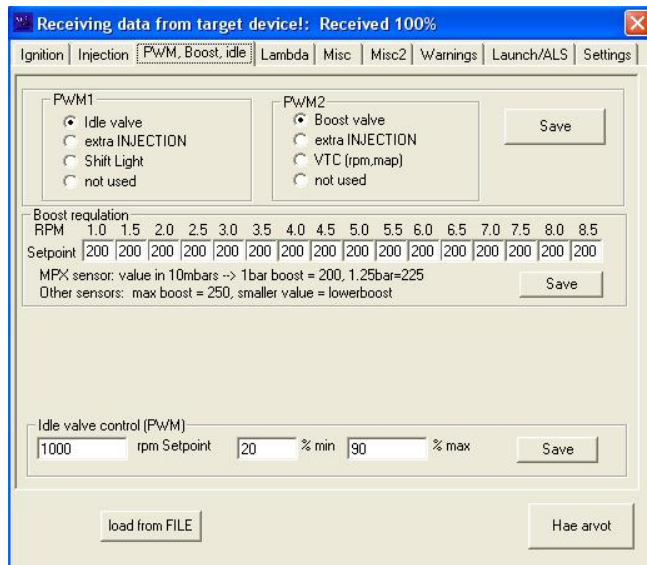 Receiving data from target device!: Received 100%
Ignition Injection PWM, Boost, idle Lambda Misc Misc2 Warnings Launch/ALS Settings
PWM1
Idle valve
extra INJECTION
Shift Light
not used
PWM2
Boost valve
extra INJECTION
VTC (rpm,map)
not used
Save
Boost regulation
RPM 1.0 1.5 2.0 2.5 3.0 3.5 4.0 4.5 5.0 5.5 6.0 6.5 7.0 7.5 8.0 8.5
Setpoint 200 200 200 200 200 200 200 200 200 200 200 200 200 200 200 200
MPX sensor: value in 10mbars --> 1bar boost = 200, 1.25bar=225
Other sensors: max boost = 250, smaller value = lowerboost
Save
Idle valve control (PWM)
1000 rpm Setpoint 20 % min 90 % max Save
load from FILE
Hae arvot